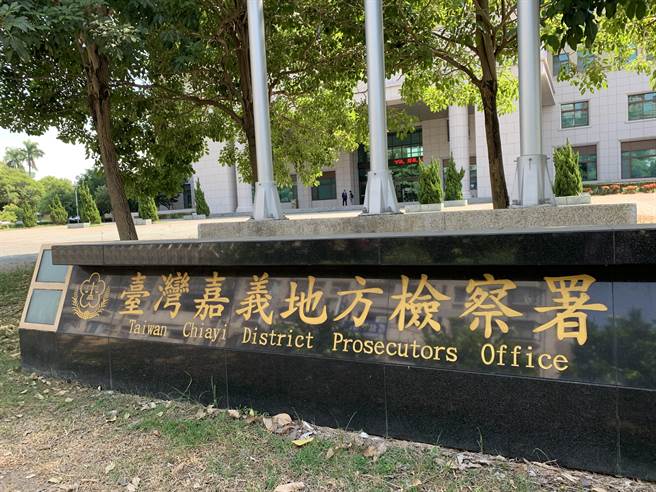 臺灣嘉義地方檢察署
Taiwan Chiayi District Prosecutors Office